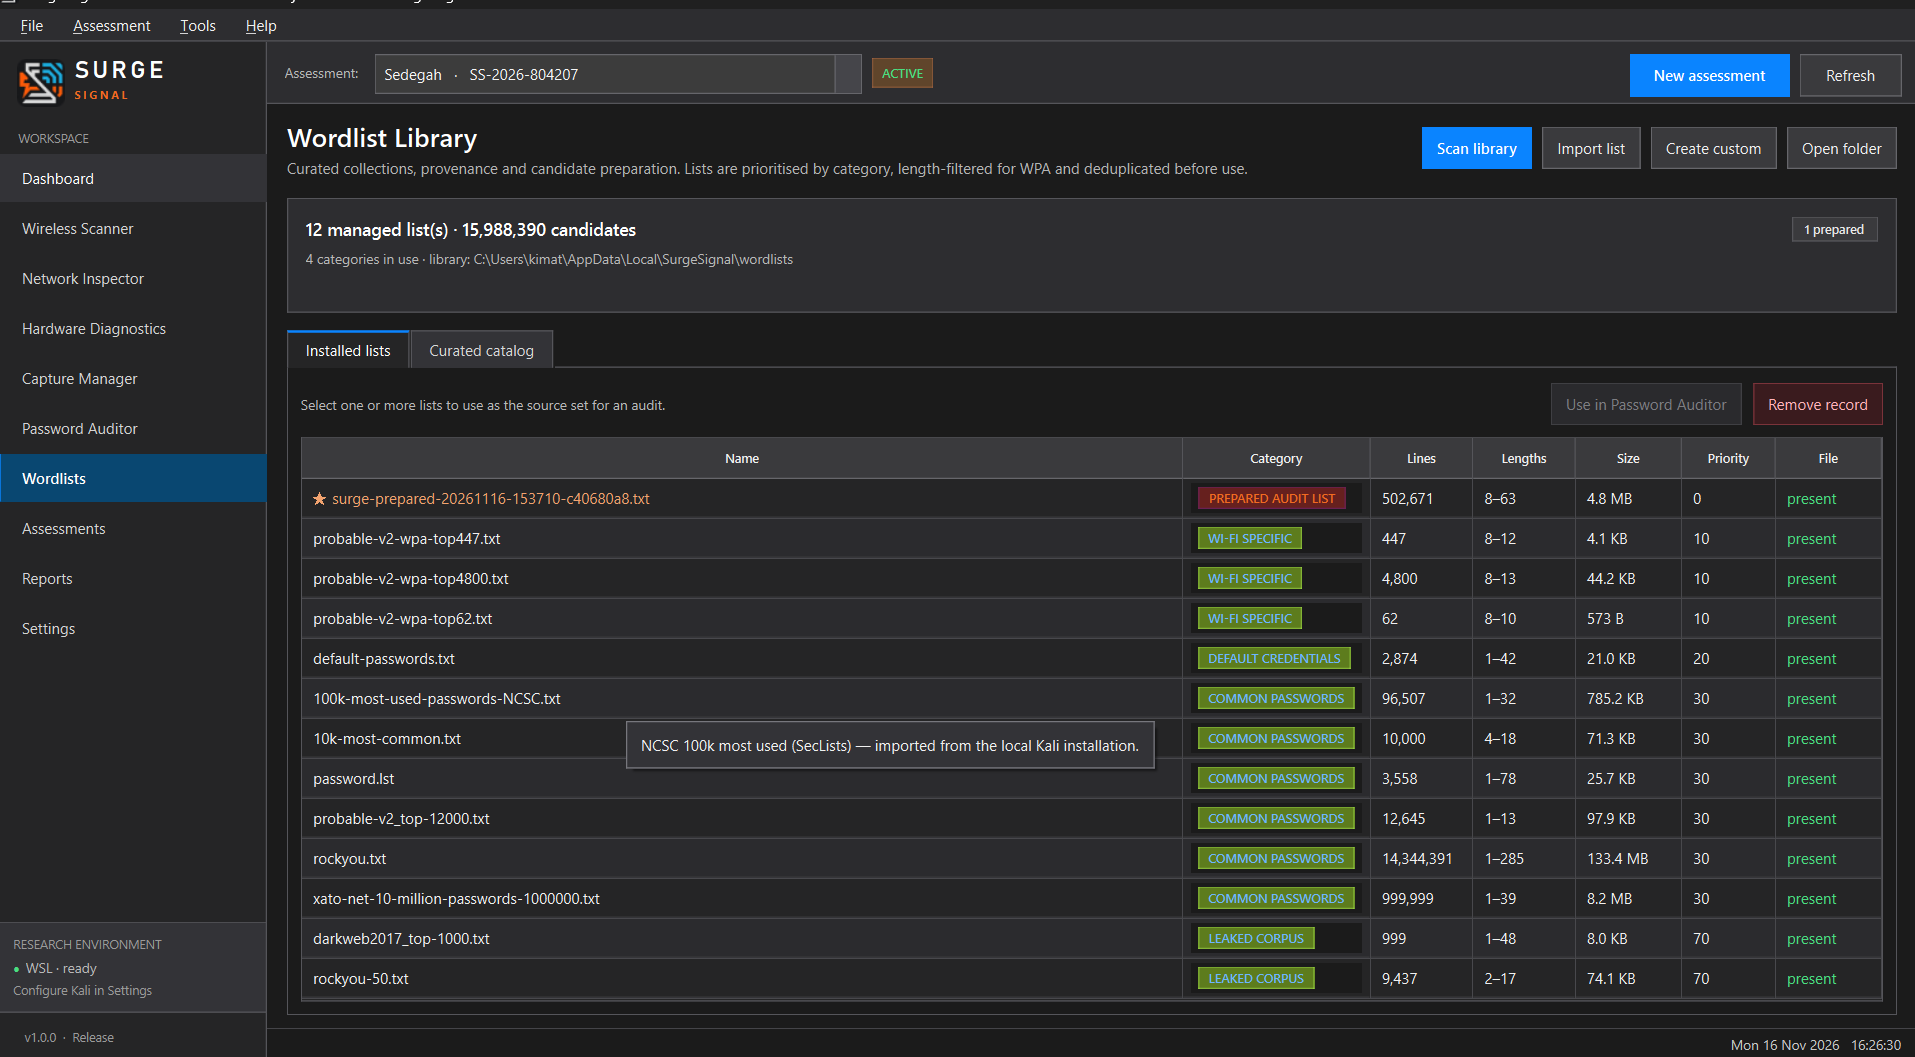 File Assessment Tools Help
SURGE
SIGNAL
Assessment: Sedegah · SS-2026-804207 ACTIVE New assessment Refresh
WORKSPACE
Dashboard
Wireless Scanner
Network Inspector
Hardware Diagnostics
Capture Manager
Password Auditor
Wordlists
Assessments
Reports
Settings
RESEARCH ENVIRONMENT
• WSL · ready
Configure Kali in Settings
v1.0.0 · Release
Wordlist Library
Curated collections, provenance and candidate preparation. Lists are prioritised by category, length-filtered for WPA and deduplicated before use.
Scan library Import list Create custom Open folder
12 managed list(s) · 15,988,390 candidates
1 prepared
4 categories in use · library: C:\Users\kimat\AppData\Local\SurgeSignal\wordlists
Installed lists Curated catalog
Select one or more lists to use as the source set for an audit.
Use in Password Auditor Remove record
Name Category Lines Lengths Size Priority File
★ surge-prepared-20261116-153710-c40680a8.txt PREPARED AUDIT LIST 502,671 8–63 4.8 MB 0 present
probable-v2-wpa-top447.txt WI-FI SPECIFIC 447 8–12 4.1 KB 10 present
probable-v2-wpa-top4800.txt WI-FI SPECIFIC 4,800 8–13 44.2 KB 10 present
probable-v2-wpa-top62.txt WI-FI SPECIFIC 62 8–10 573 B 10 present
default-passwords.txt DEFAULT CREDENTIALS 2,874 1–42 21.0 KB 20 present
100k-most-used-passwords-NCSC.txt COMMON PASSWORDS 96,507 1–32 785.2 KB 30 present
10k-most-common.txt COMMON PASSWORDS 10,000 4–18 71.3 KB 30 present
NCSC 100k most used (SecLists) — imported from the local Kali installation.
password.lst COMMON PASSWORDS 3,558 1–78 25.7 KB 30 present
probable-v2_top-12000.txt COMMON PASSWORDS 12,645 1–13 97.9 KB 30 present
rockyou.txt COMMON PASSWORDS 14,344,391 1–285 133.4 MB 30 present
xato-net-10-million-passwords-1000000.txt COMMON PASSWORDS 999,999 1–39 8.2 MB 30 present
darkweb2017_top-1000.txt LEAKED CORPUS 999 1–48 8.0 KB 70 present
rockyou-50.txt LEAKED CORPUS 9,437 2–17 74.1 KB 70 present
Mon 16 Nov 2026 16:26:30